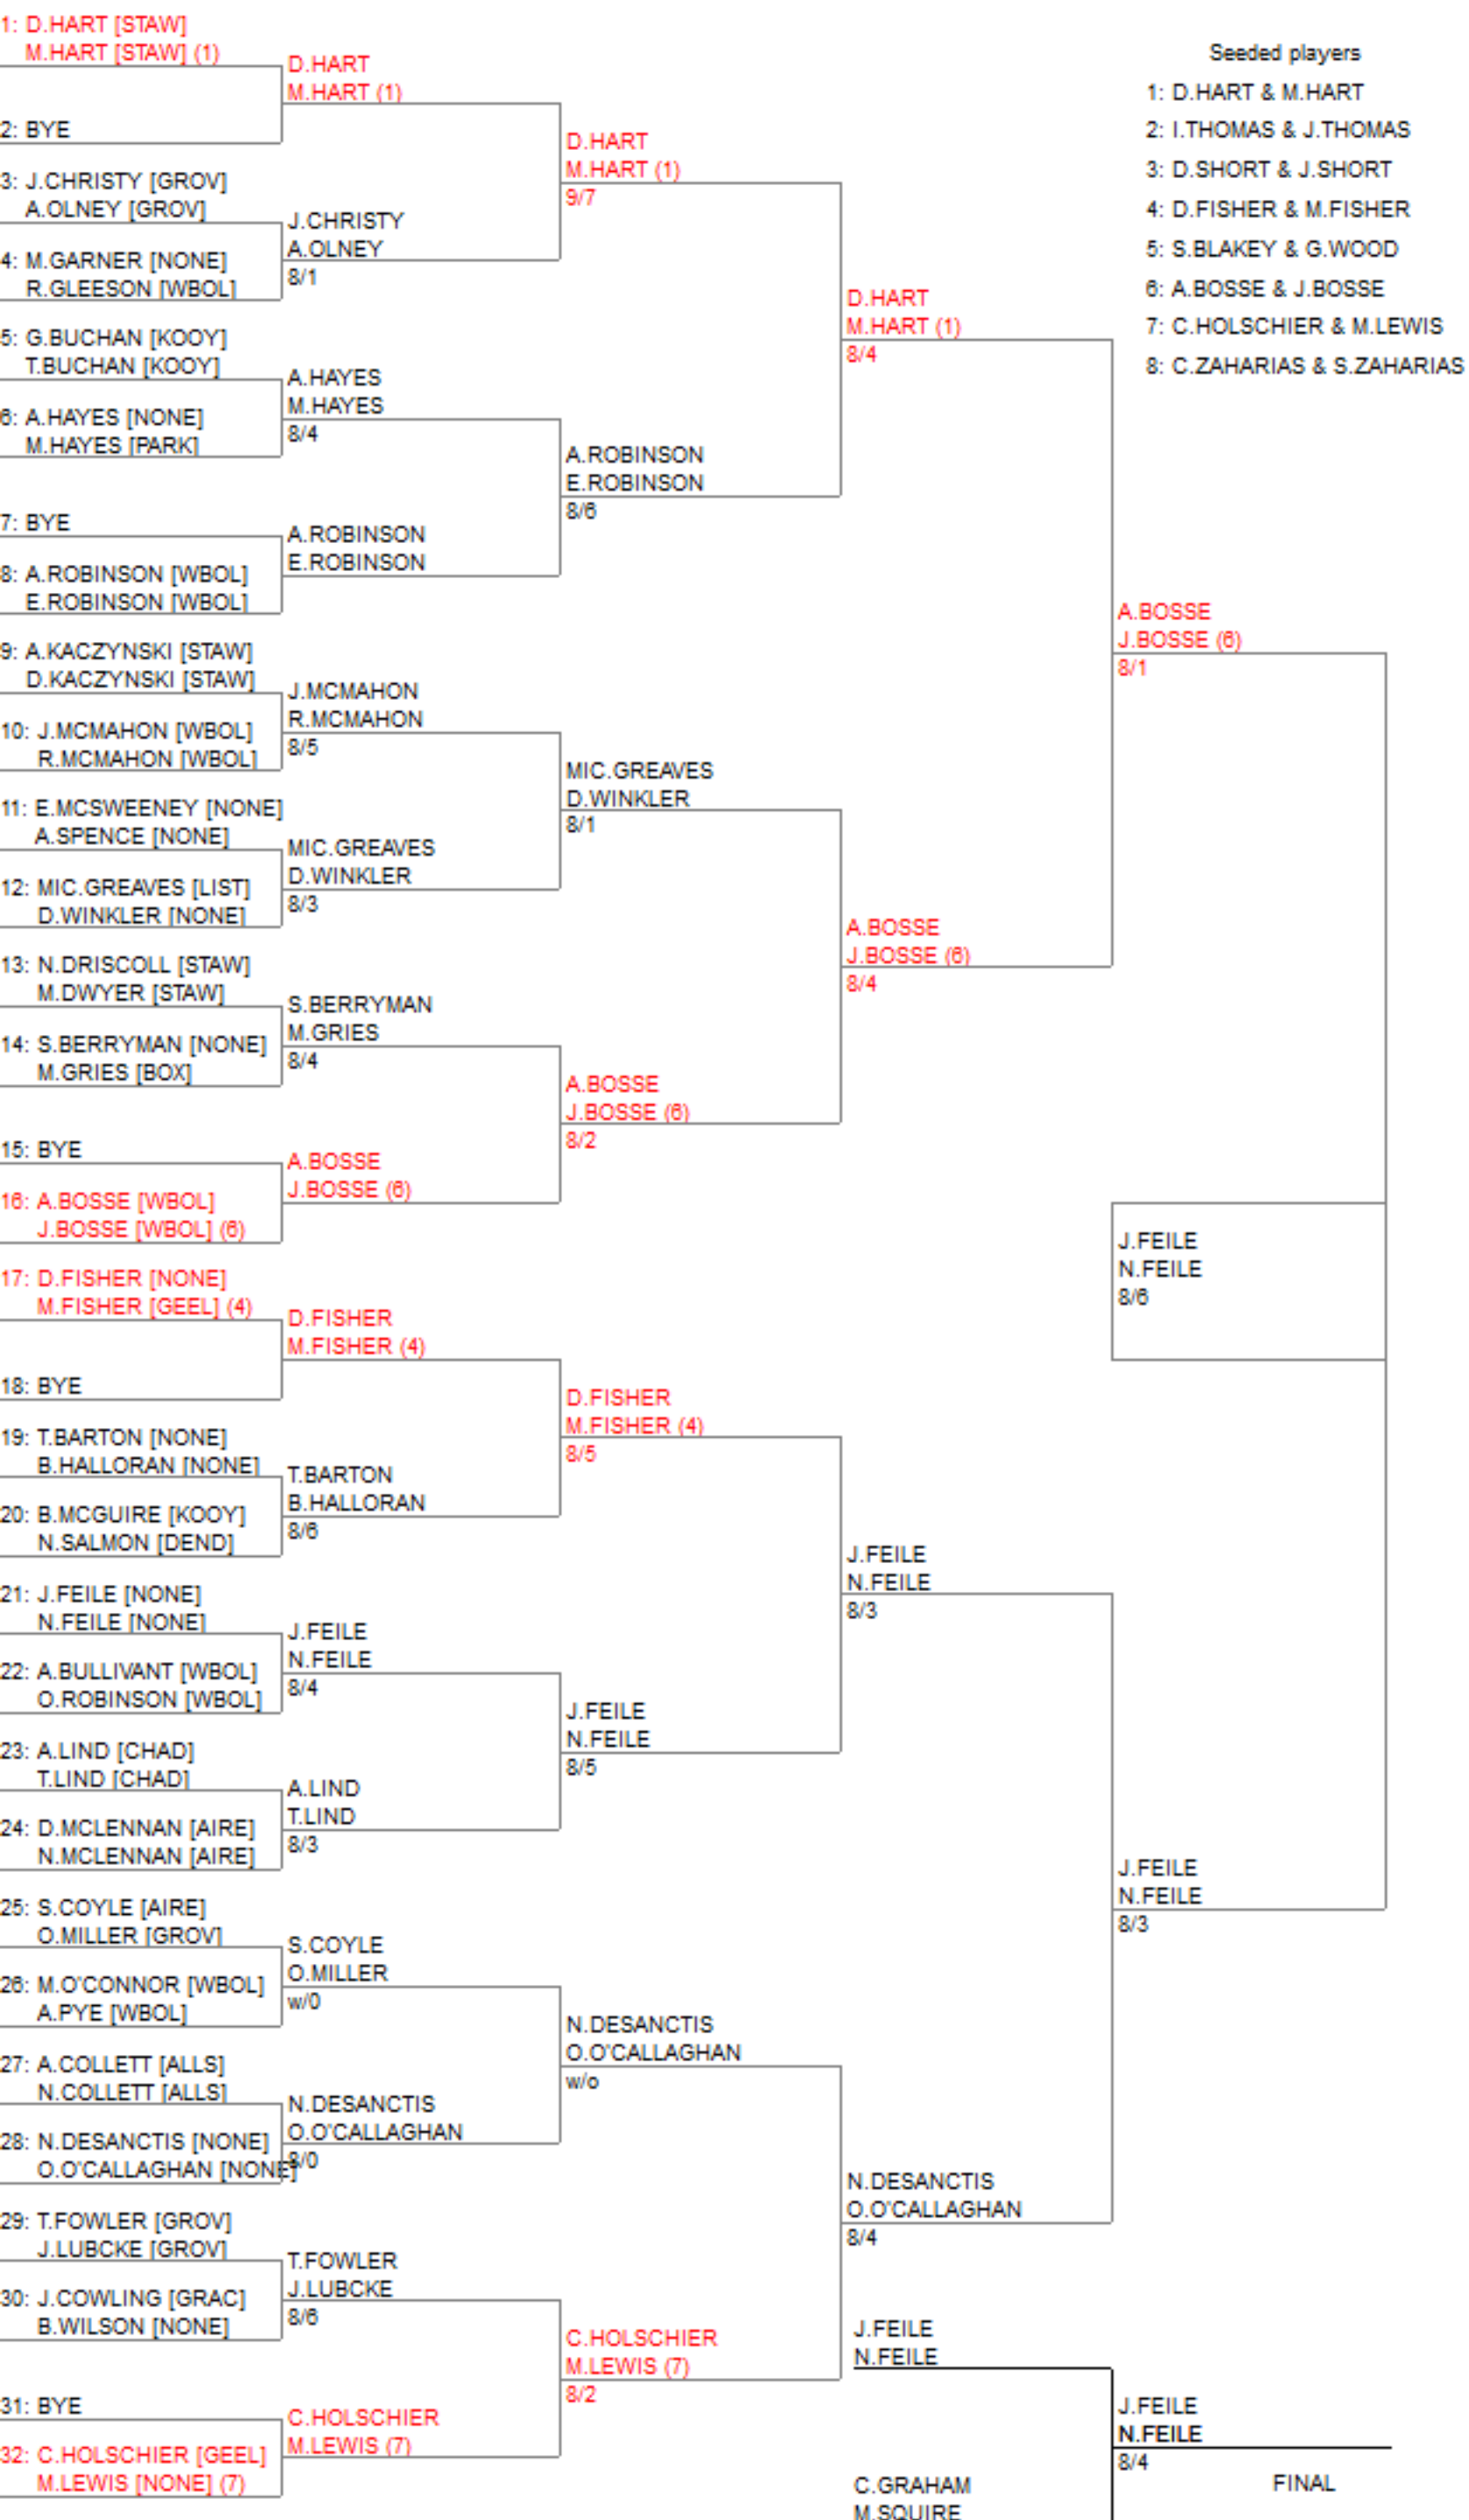 1: D.HART [STAW]
M.HART [STAW] (1)
2: BYE
3: J.CHRISTY [GROV]
A.OLNEY [GROV]
4: M.GARNER [NONE]
R.GLEESON [WBOL]
5: G.BUCHAN [KOOY]
T.BUCHAN [KOOY]
6: A.HAYES [NONE]
M.HAYES [PARK]
7: BYE
8: A.ROBINSON [WBOL]
E.ROBINSON [WBOL]
9: A.KACZYNSKI [STAW]
D.KACZYNSKI [STAW]
10: J.MCMAHON [WBOL]
R.MCMAHON [WBOL]
11: E.MCSWEENEY [NONE]
A.SPENCE [NONE]
12: MIC.GREAVES [LIST]
D.WINKLER [NONE]
13: N.DRISCOLL [STAW]
M.DWYER [STAW]
14: S.BERRYMAN [NONE]
M.GRIES [BOX]
15: BYE
16: A.BOSSE [WBOL]
J.BOSSE [WBOL] (6)
17: D.FISHER [NONE]
M.FISHER [GEEL] (4)
18: BYE
19: T.BARTON [NONE]
B.HALLORAN [NONE]
20: B.MCGUIRE [KOOY]
N.SALMON [DEND]
21: J.FEILE [NONE]
N.FEILE [NONE]
22: A.BULLIVANT [WBOL]
O.ROBINSON [WBOL]
23: A.LIND [CHAD]
T.LIND [CHAD]
24: D.MCLENNAN [AIRE]
N.MCLENNAN [AIRE]
25: S.COYLE [AIRE]
O.MILLER [GROV]
26: M.O'CONNOR [WBOL]
A.PYE [WBOL]
27: A.COLLETT [ALLS]
N.COLLETT [ALLS]
28: N.DESANCTIS [NONE]
O.O'CALLAGHAN [NONE]
29: T.FOWLER [GROV]
J.LUBCKE [GROV]
30: J.COWLING [GRAC]
B.WILSON [NONE]
31: BYE
32: C.HOLSCHIER [GEEL]
M.LEWIS [NONE] (7)
D.HART
M.HART (1)
J.CHRISTY
A.OLNEY
8/1
A.HAYES
M.HAYES
8/4
A.ROBINSON
E.ROBINSON
J.MCMAHON
R.MCMAHON
8/5
MIC.GREAVES
D.WINKLER
8/3
S.BERRYMAN
M.GRIES
8/4
A.BOSSE
J.BOSSE (6)
D.FISHER
M.FISHER (4)
T.BARTON
B.HALLORAN
8/6
J.FEILE
N.FEILE
8/4
A.LIND
T.LIND
8/3
S.COYLE
O.MILLER
w/0
N.DESANCTIS
O.O'CALLAGHAN
8/0
T.FOWLER
J.LUBCKE
8/6
C.HOLSCHIER
M.LEWIS (7)
D.HART
M.HART (1)
9/7
A.ROBINSON
E.ROBINSON
8/6
MIC.GREAVES
D.WINKLER
8/1
A.BOSSE
J.BOSSE (6)
8/2
D.FISHER
M.FISHER (4)
8/5
J.FEILE
N.FEILE
8/5
N.DESANCTIS
O.O'CALLAGHAN
w/o
C.HOLSCHIER
M.LEWIS (7)
8/2
D.HART
M.HART (1)
8/4
A.BOSSE
J.BOSSE (6)
8/4
J.FEILE
N.FEILE
8/3
N.DESANCTIS
O.O'CALLAGHAN
8/4
A.BOSSE
J.BOSSE (6)
8/1
J.FEILE
N.FEILE
8/6
J.FEILE
N.FEILE
8/3
J.FEILE
N.FEILE
C.GRAHAM
M.SQUIRE
J.FEILE
N.FEILE
8/4
FINAL
Seeded players
1: D.HART & M.HART
2: I.THOMAS & J.THOMAS
3: D.SHORT & J.SHORT
4: D.FISHER & M.FISHER
5: S.BLAKEY & G.WOOD
6: A.BOSSE & J.BOSSE
7: C.HOLSCHIER & M.LEWIS
8: C.ZAHARIAS & S.ZAHARIAS